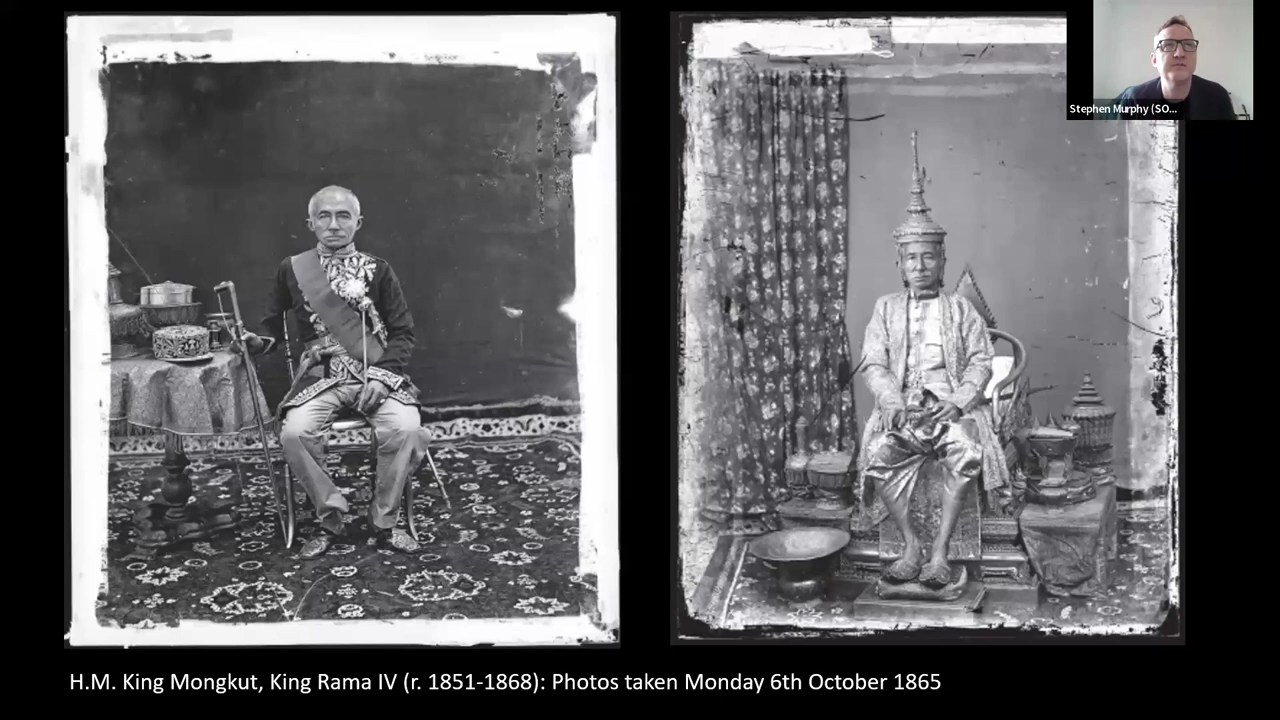 Stephen Murphy (SO...
H.M. King Mongkut, King Rama IV (r. 1851-1868): Photos taken Monday 6th October 1865